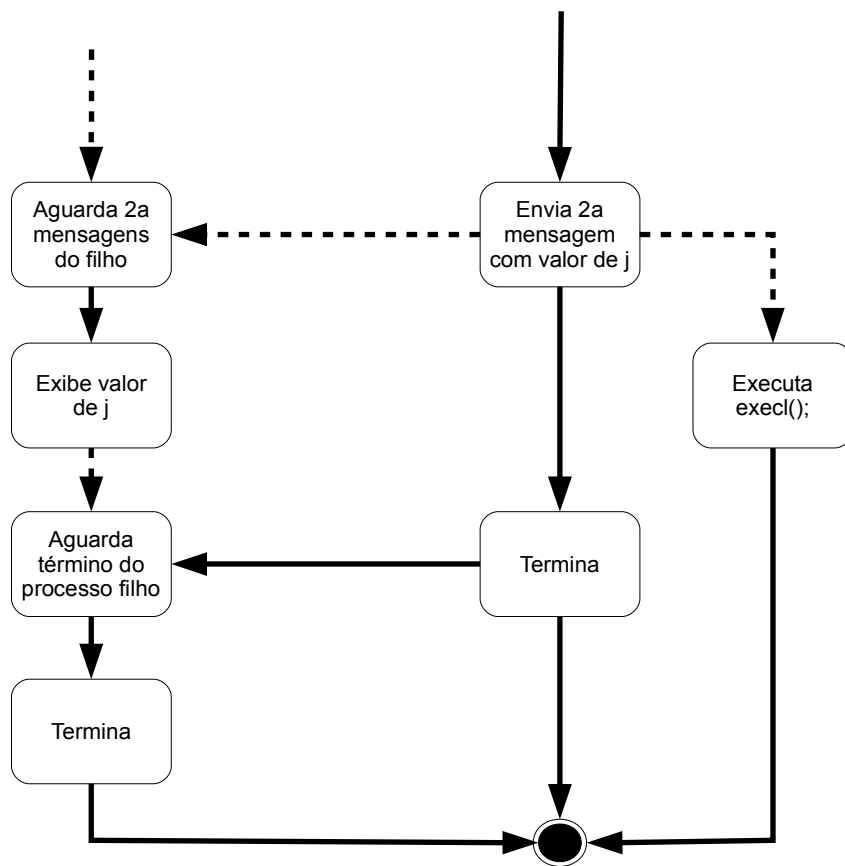 Aguarda 2a
mensagens
do filho
Envia 2a
mensagem
com valor de j
Exibe valor
de j
Executa
execl();
Aguarda
término do
processo filho
Termina
Termina